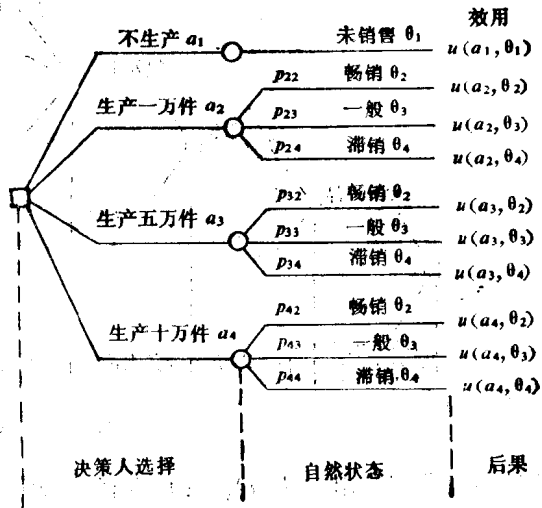 效用
不生产 a₁ 未销售 θ₁ u(a₁,θ₁)
p₂₂ 畅销 θ₂ u(a₂,θ₂)
生产一万件 a₂ p₂₃ 一般 θ₃ u(a₂,θ₃)
p₂₄ 滞销 θ₄ u(a₂,θ₄)
p₃₂ 畅销 θ₂ u(a₃,θ₂)
生产五万件 a₃ p₃₃ 一般 θ₃ u(a₃,θ₃)
p₃₄ 滞销 θ₄ u(a₃,θ₄)
p₄₂ 畅销 θ₂ u(a₄,θ₂)
生产十万件 a₄ p₄₃ 一般 θ₃ u(a₄,θ₃)
p₄₄ 滞销 θ₄ u(a₄,θ₄)
决策人选择 自然状态 后果